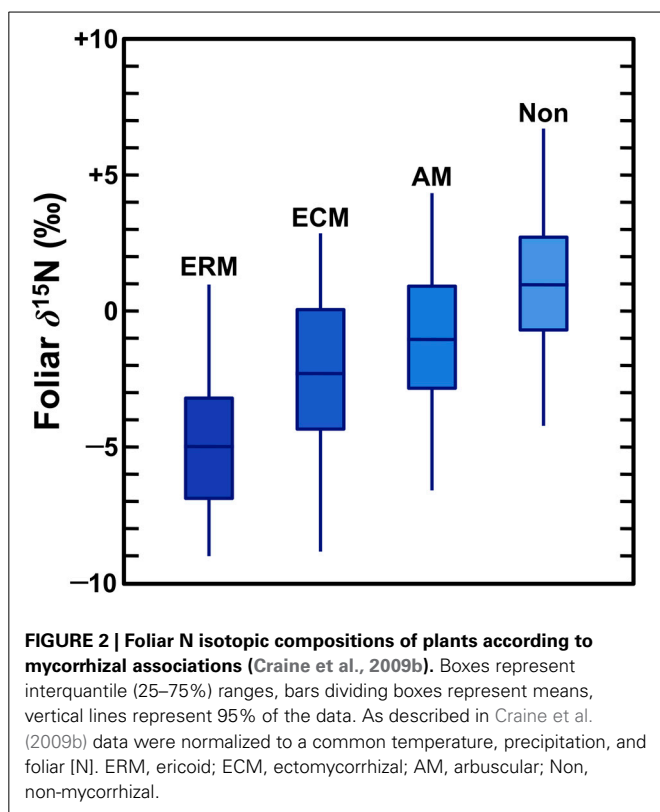 +10
Non
+5
AM
ECM
ERM
0
Foliar δ15N (‰)
−5
−10
FIGURE 2 | Foliar N isotopic compositions of plants according to
mycorrhizal associations (Craine et al., 2009b). Boxes represent
interquantile (25–75%) ranges, bars dividing boxes represent means,
vertical lines represent 95% of the data. As described in Craine et al.
(2009b) data were normalized to a common temperature, precipitation, and
foliar [N]. ERM, ericoid; ECM, ectomycorrhizal; AM, arbuscular; Non,
non-mycorrhizal.